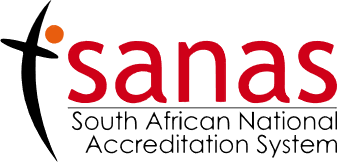 sanas
South African National
Accreditation System